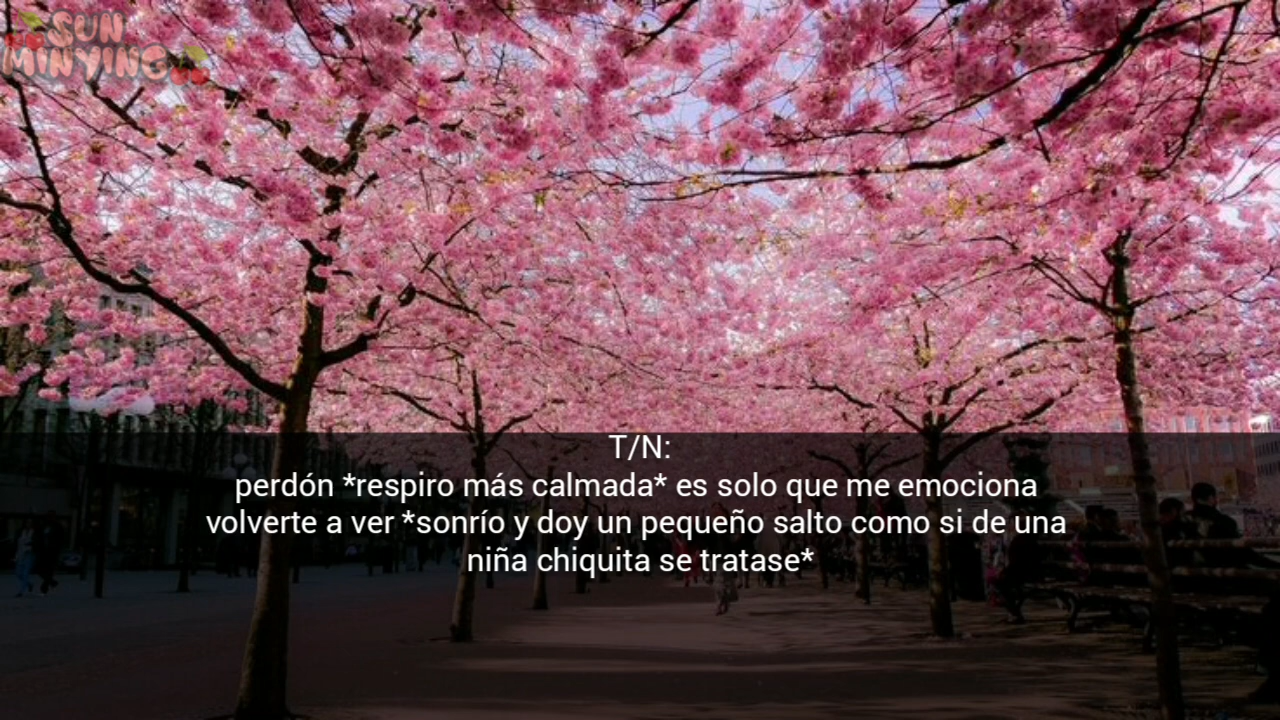 SUN
MINYING
T/N:
perdón *respiro más calmada* es solo que me emociona
volverte a ver *sonrío y doy un pequeño salto como si de una
niña chiquita se tratase*